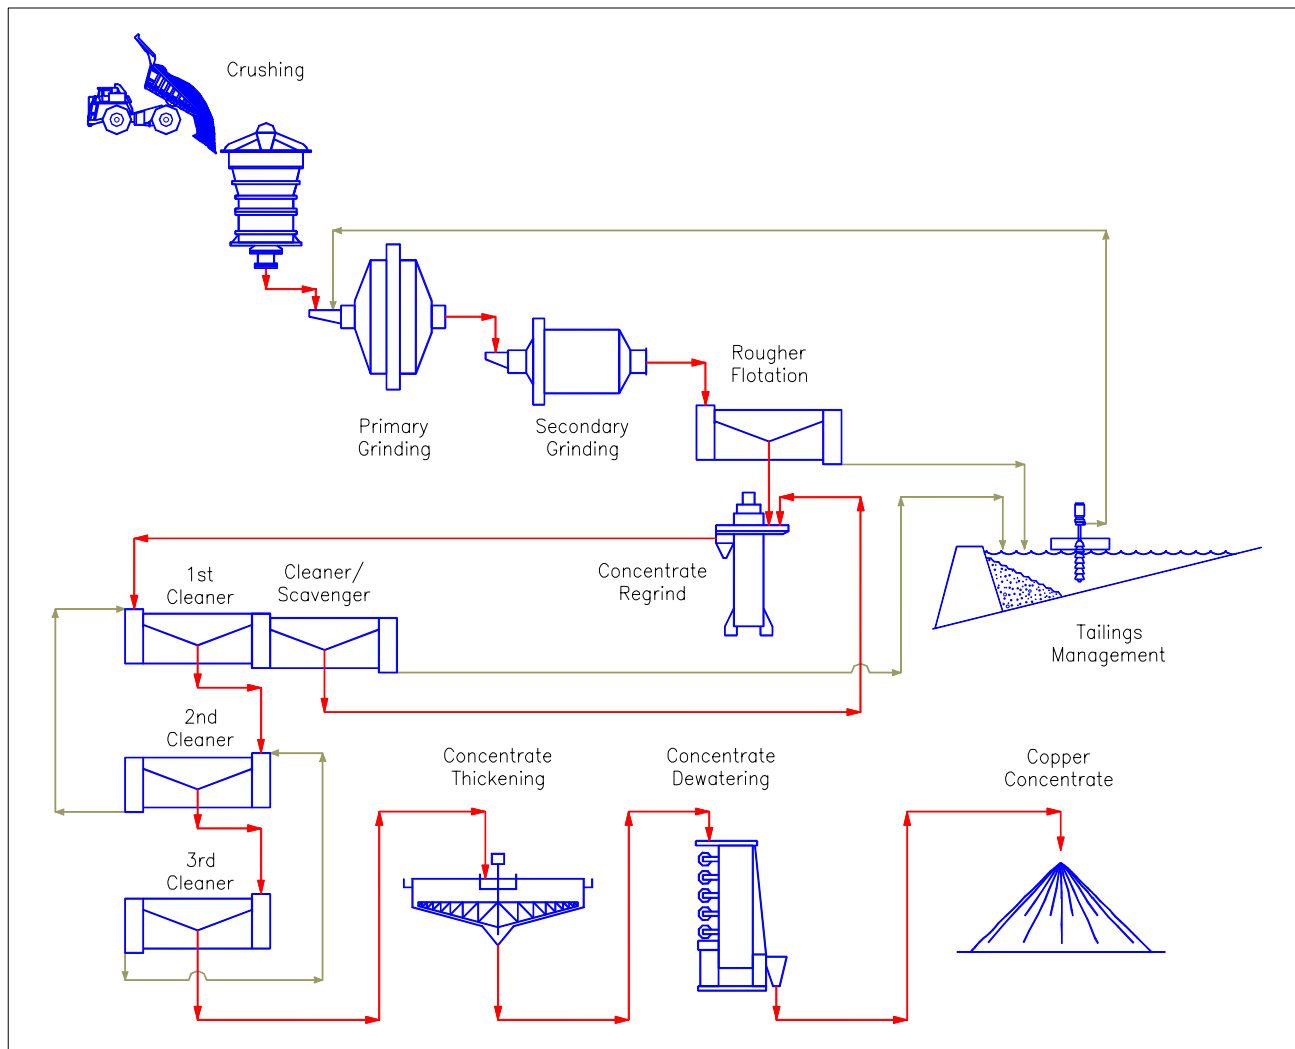 Crushing
Primary
Grinding
Secondary
Grinding
Rougher
Flotation
Concentrate
Regrind
1st
Cleaner
Cleaner/
Scavenger
Tailings
Management
2nd
Cleaner
3rd
Cleaner
Concentrate
Thickening
Concentrate
Dewatering
Copper
Concentrate